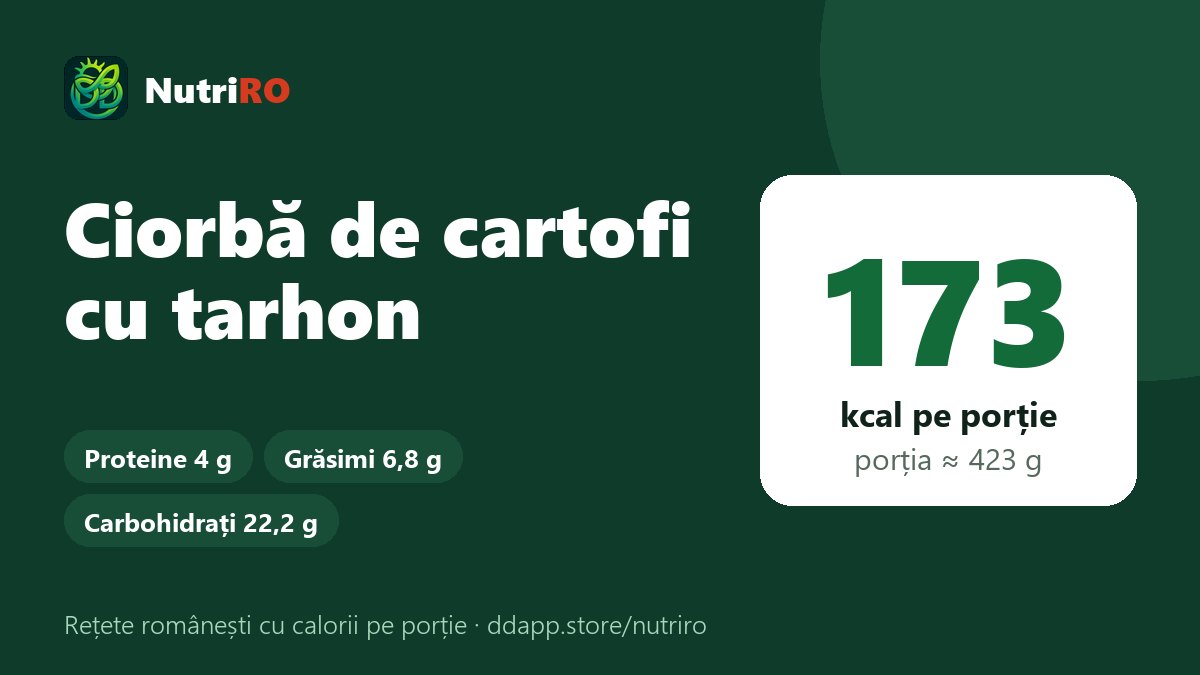 NutriRO
Ciorbă de cartofi
cu tarhon
173
kcal pe porție
porția ≈ 423 g
Proteine 4 g
Grăsimi 6,8 g
Carbohidrați 22,2 g
Rețete românești cu calorii pe porție · ddapp.store/nutriro